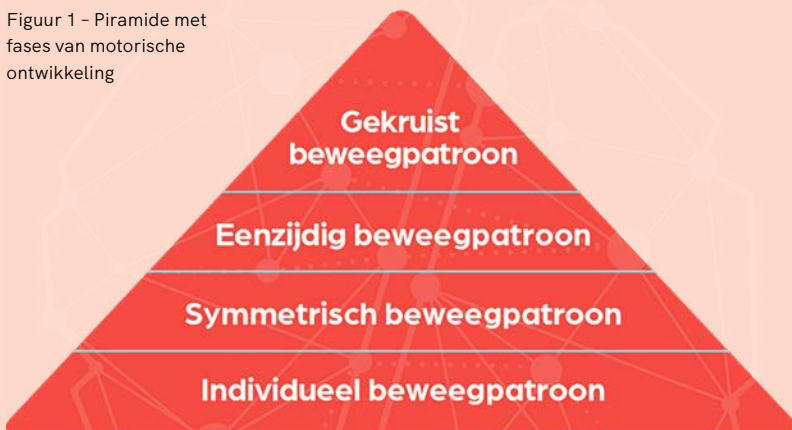 Figuur 1 – Piramide met
fases van motorische
ontwikkeling
Gekruist
beweegpatroon
Eenzijdig beweegpatroon
Symmetrisch beweegpatroon
Individueel beweegpatroon